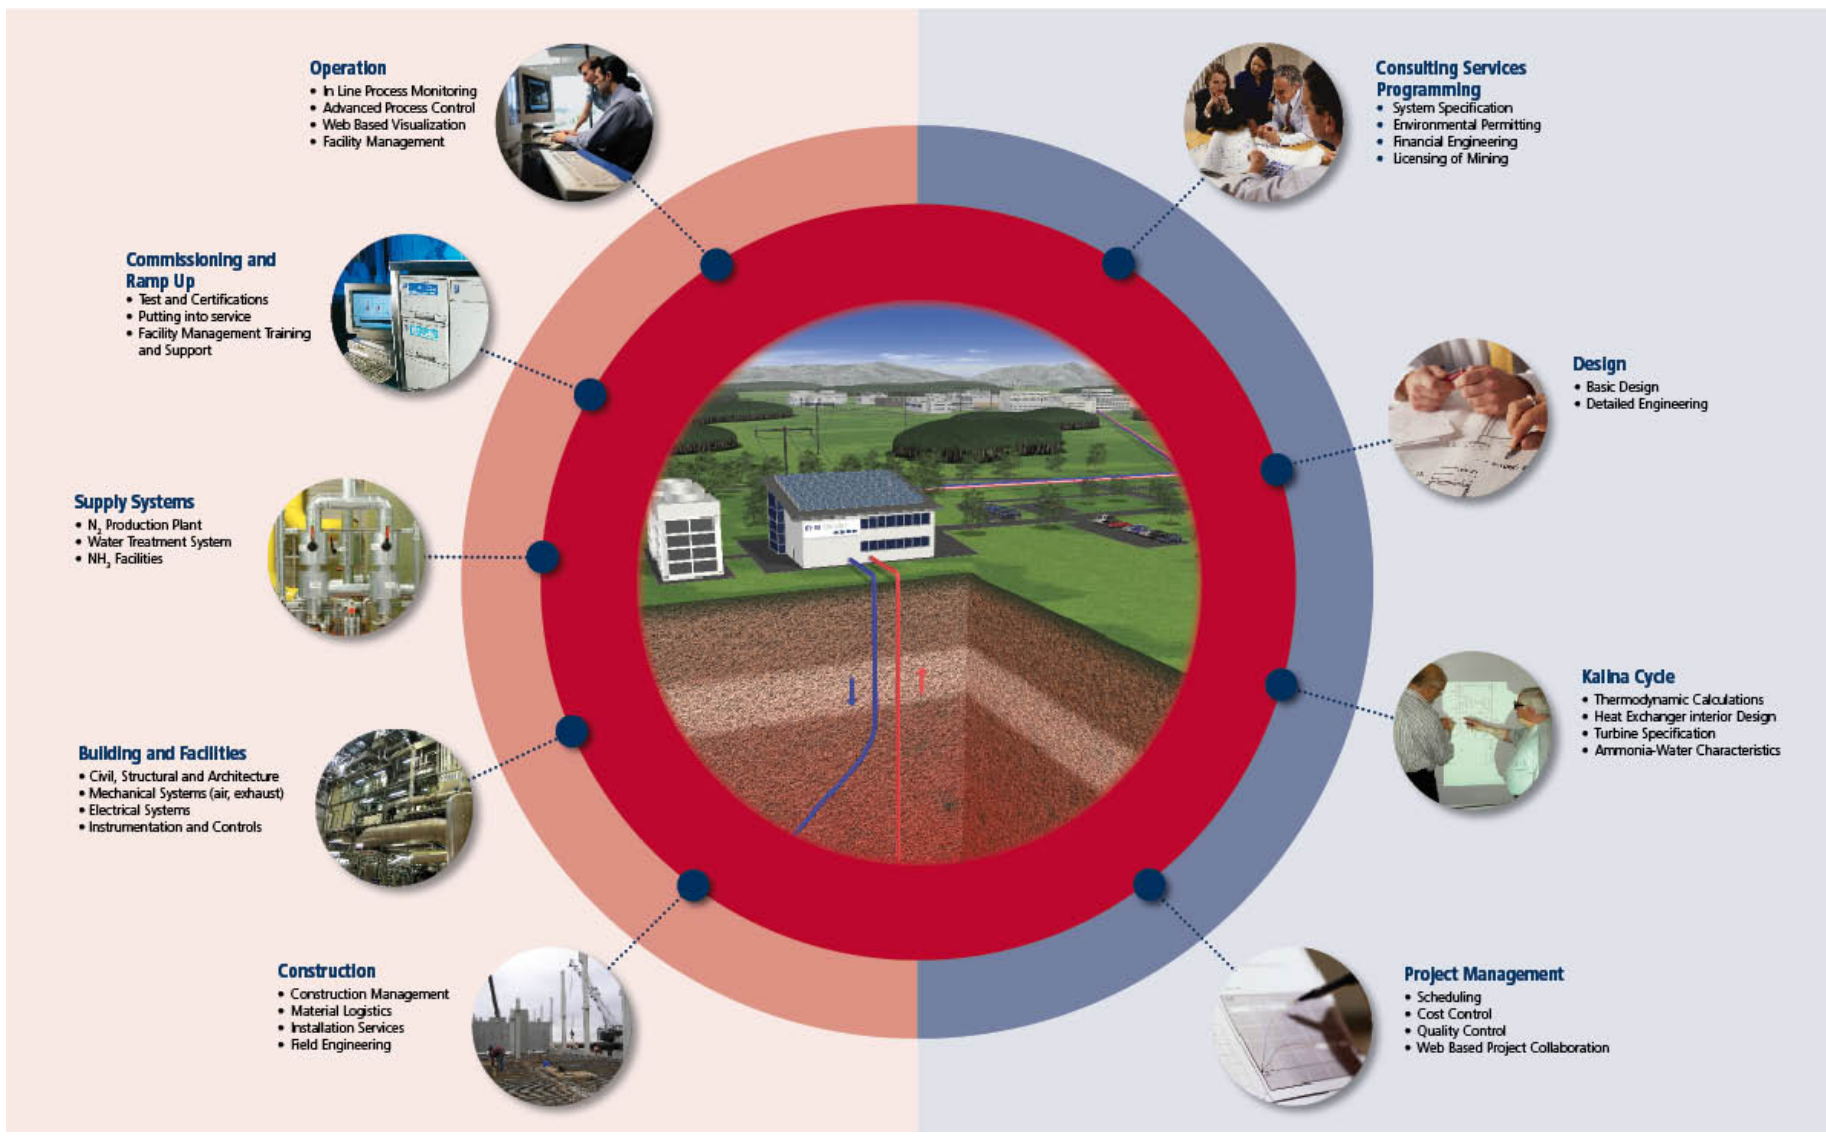 Operation
• In Line Process Monitoring
• Advanced Process Control
• Web Based Visualization
• Facility Management
Commissioning and
Ramp Up
• Test and Certifications
• Putting into service
• Facility Management Training
and Support
Supply Systems
• N₂ Production Plant
• Water Treatment System
• NH₃ Facilities
Building and Facilities
• Civil, Structural and Architecture
• Mechanical Systems (air, exhaust)
• Electrical Systems
• Instrumentation and Controls
Construction
• Construction Management
• Material Logistics
• Installation Services
• Field Engineering
Consulting Services
Programming
• System Specification
• Environmental Permitting
• Financial Engineering
• Licensing of Mining
Design
• Basic Design
• Detailed Engineering
Kalina Cycle
• Thermodynamic Calculations
• Heat Exchanger interior Design
• Turbine Specification
• Ammonia-Water Characteristics
Project Management
• Scheduling
• Cost Control
• Quality Control
• Web Based Project Collaboration